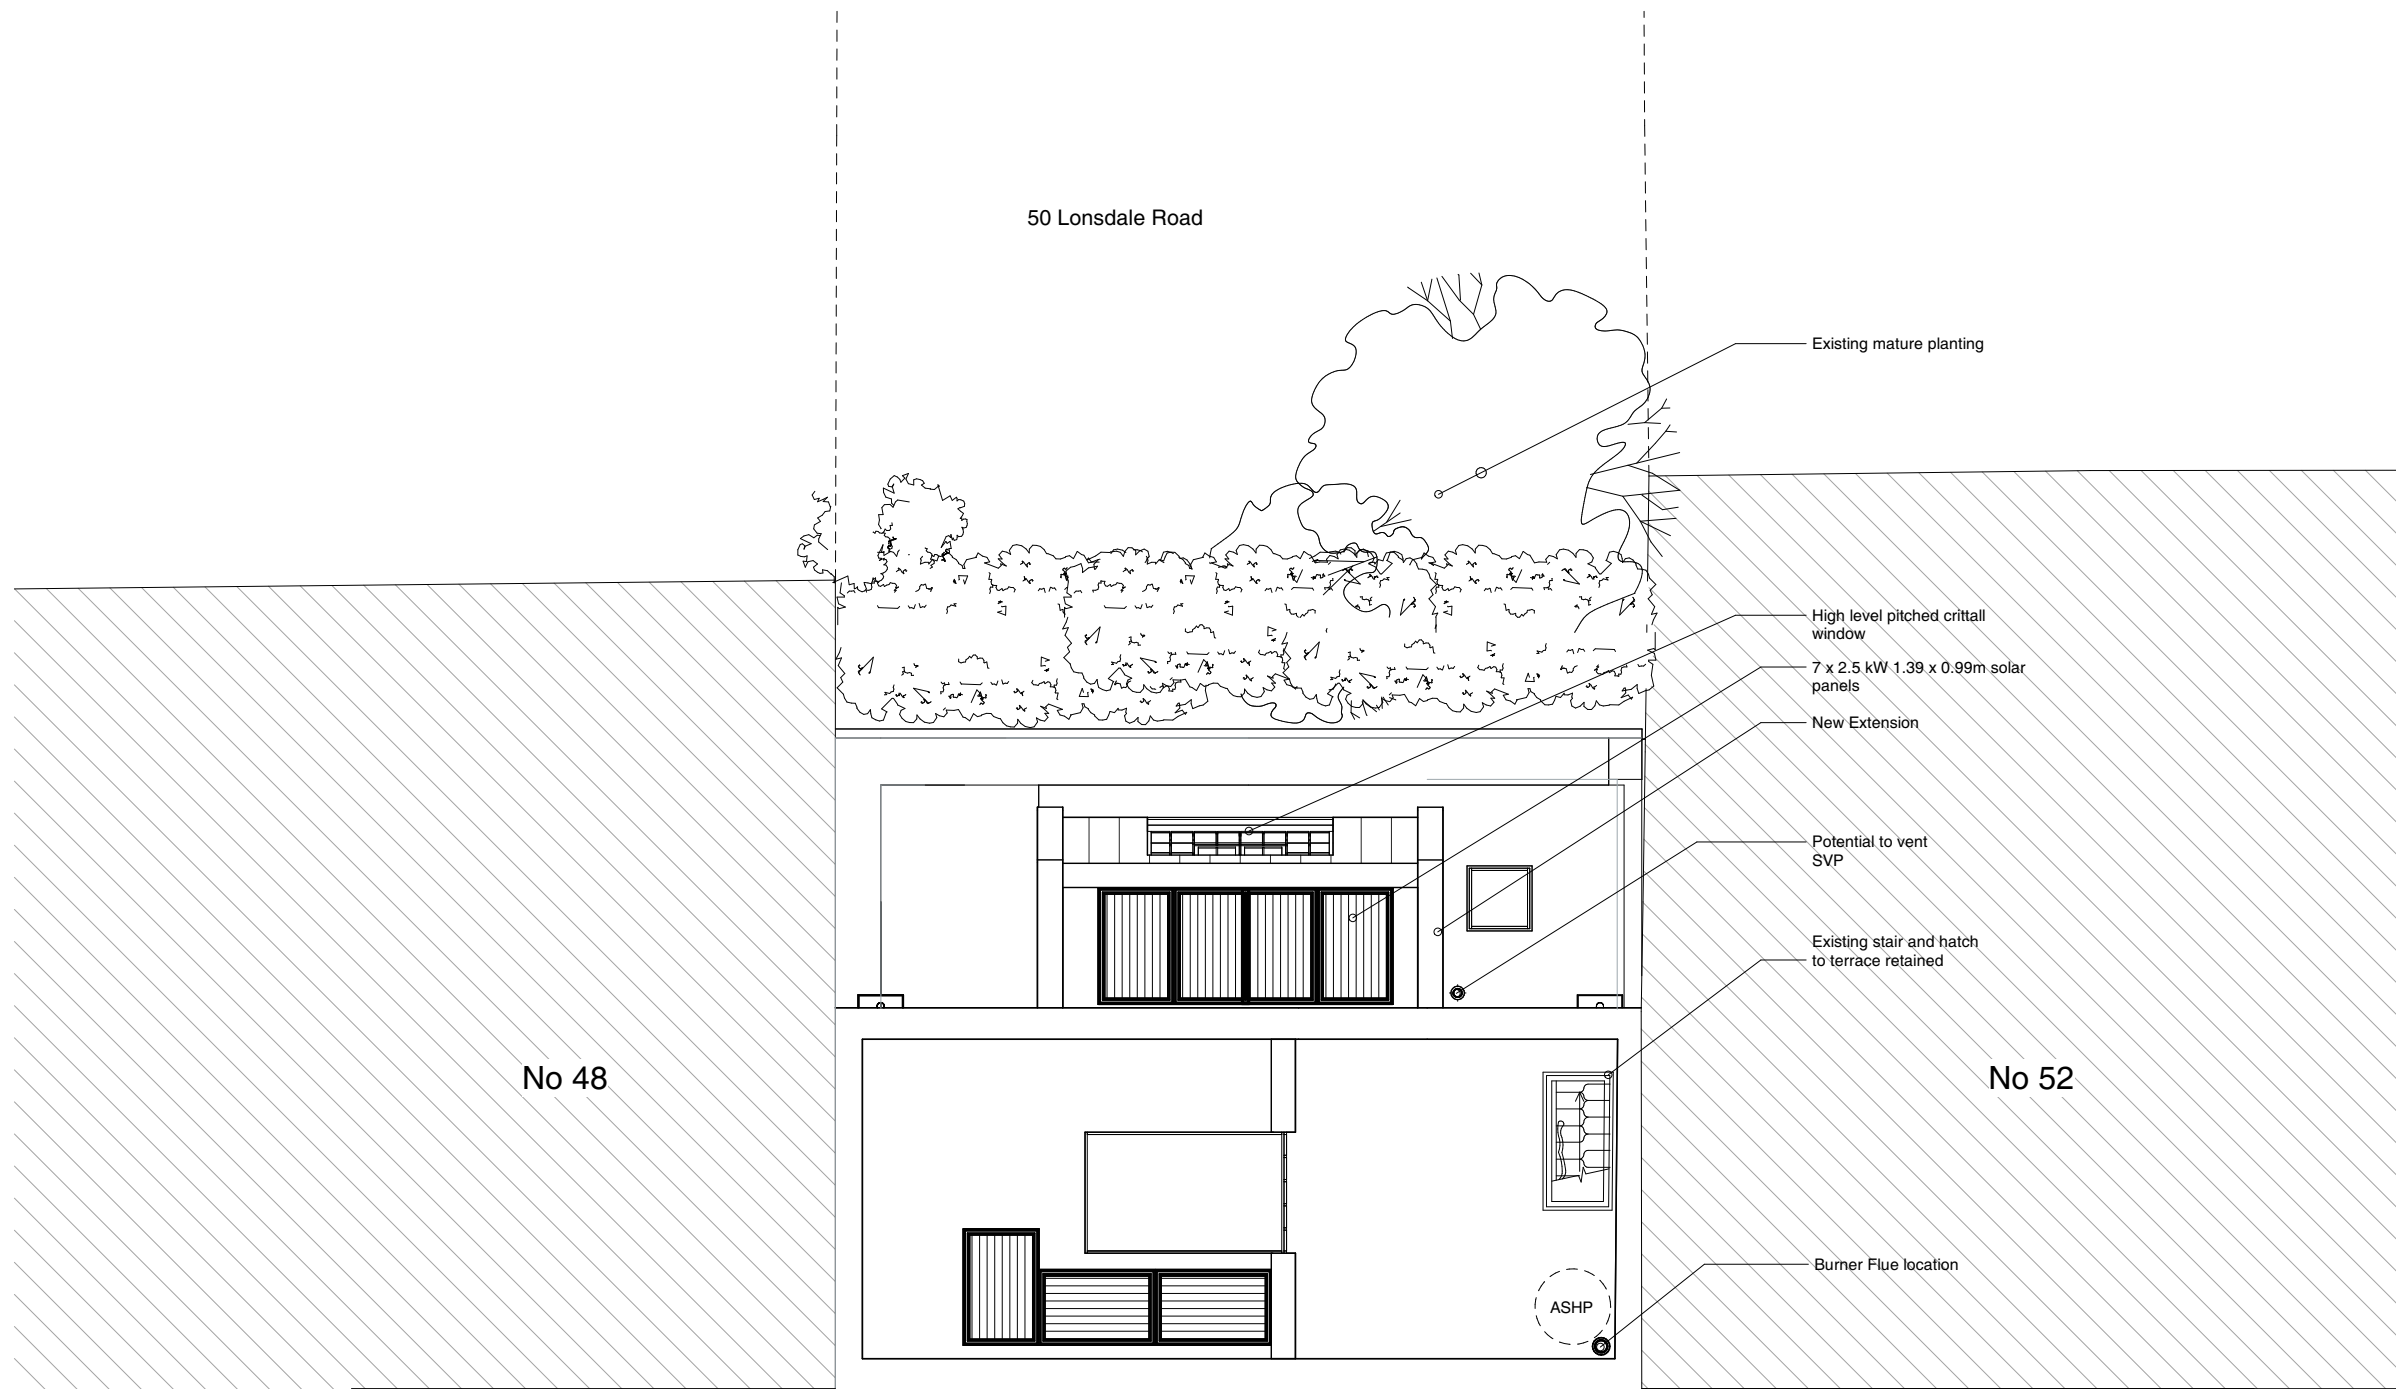 50 Lonsdale Road
Existing mature planting
High level pitched crittall
window
7 x 2.5 kW 1.39 x 0.99m solar
panels
New Extension
Potential to vent
SVP
Existing stair and hatch
to terrace retained
No 48
No 52
Burner Flue location
ASHP